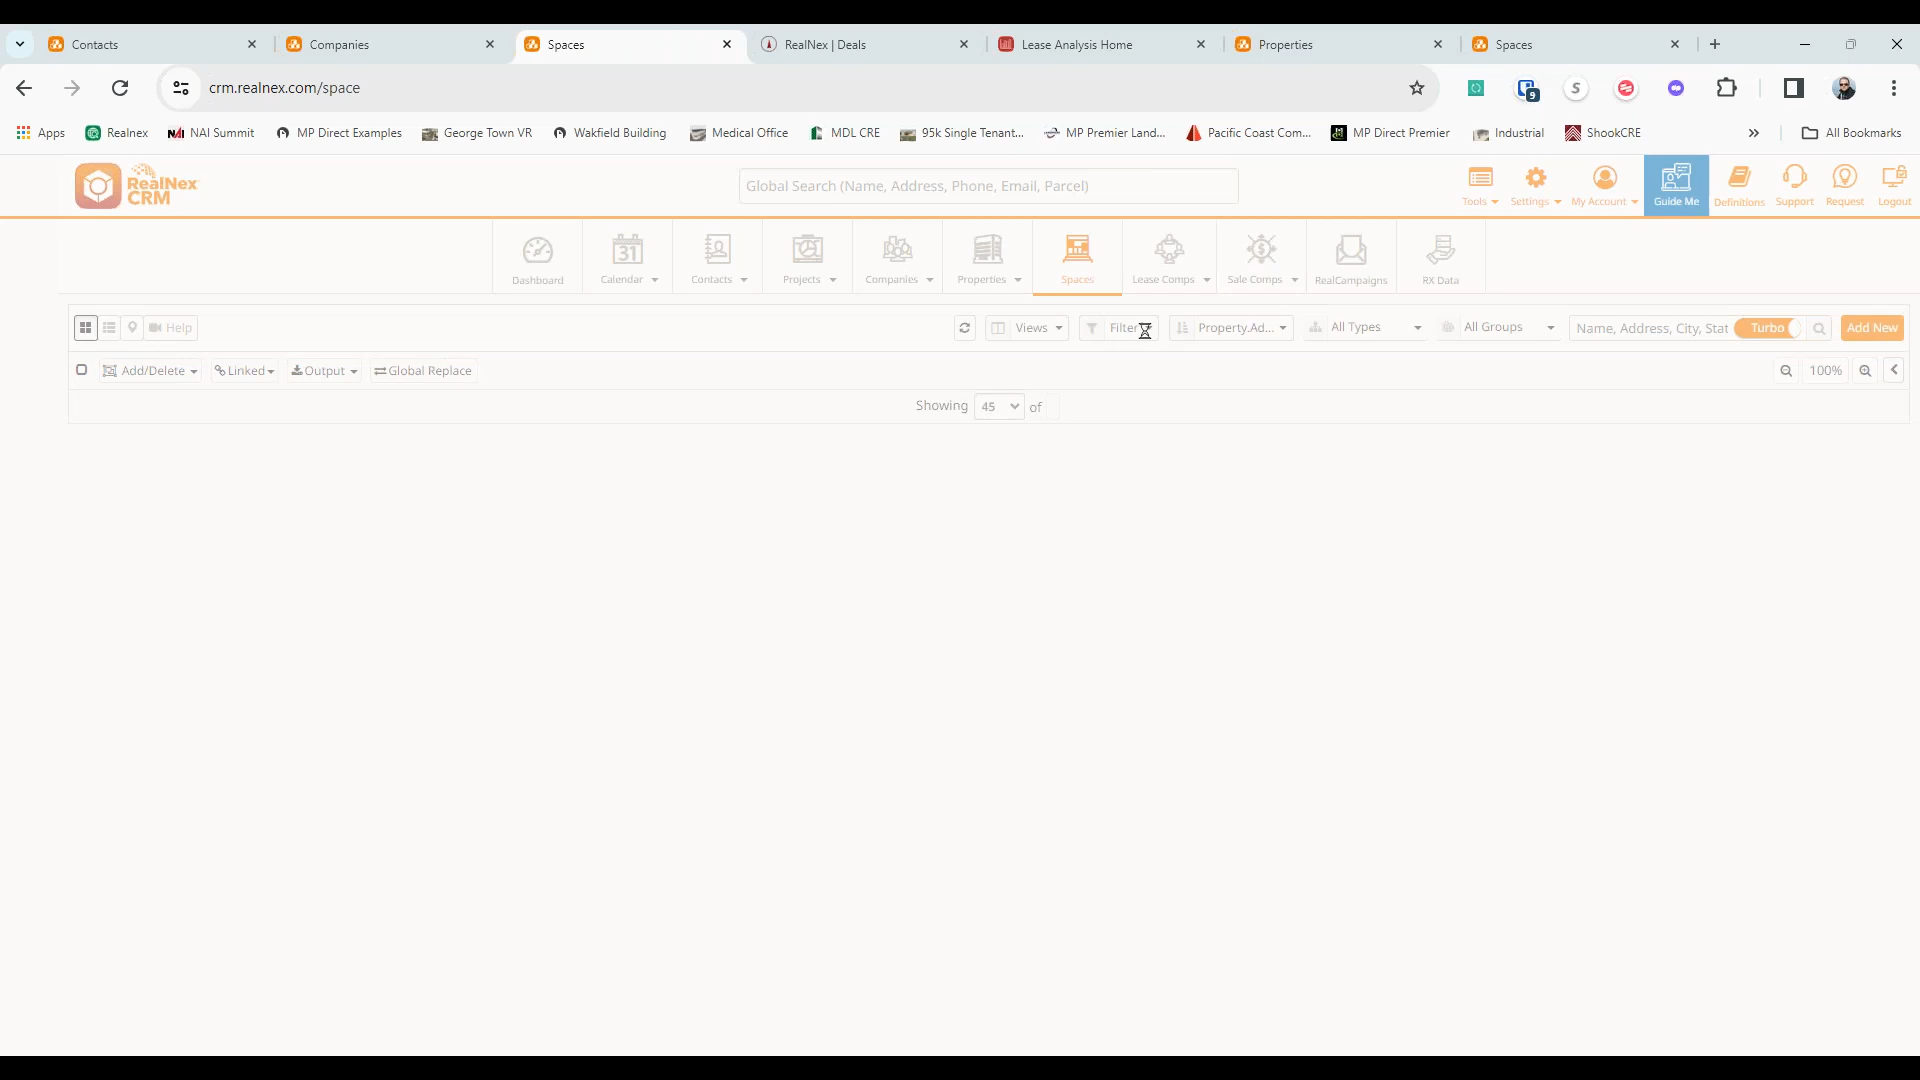 Contacts
Companies
Spaces
RealNex | Deals
Lease Analysis Home
Properties
Spaces
crm.realnex.com/space
S
9
Apps
Realnex
NAI Summit
MP Direct Examples
George Town VR
Wakfield Building
Medical Office
MDL CRE
95k Single Tenant...
MP Premier Land...
Pacific Coast Com...
MP Direct Premier
Industrial
ShookCRE
All Bookmarks
RealNex
CRM
Global Search (Name, Address, Phone, Email, Parcel)
Tools
Settings
My Account
Guide Me
Definitions
Support
Request
Logout
Dashboard
31
Calendar
Contacts
Projects
Companies
Properties
Spaces
Lease Comps
Sale Comps
RealCampaigns
RX Data
Help
Views
Filter
Property.Ad...
All Types
All Groups
Name, Address, City, Stat
Turbo
Add New
Add/Delete
Linked
Output
Global Replace
100%
Showing 45 of